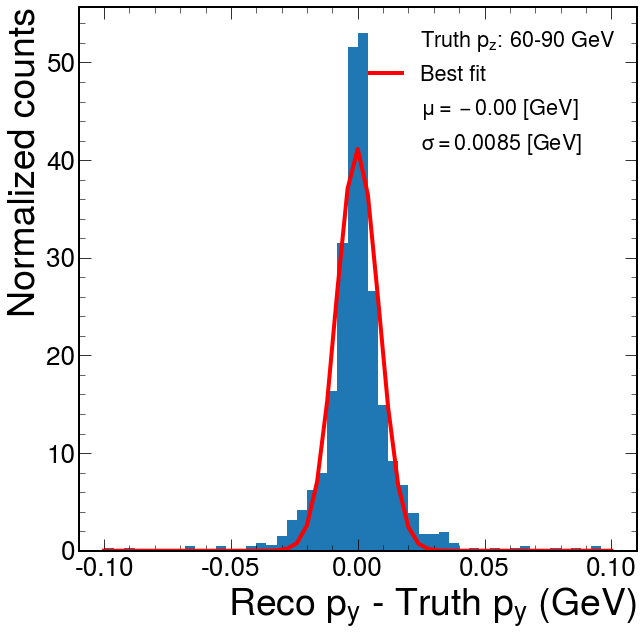 Truth p_z: 60-90 GeV
Best fit
μ = −0.00 [GeV]
σ = 0.0085 [GeV]
Normalized counts
50
40
30
20
10
0
-0.10 -0.05 0.00 0.05 0.10
Reco p_y - Truth p_y (GeV)